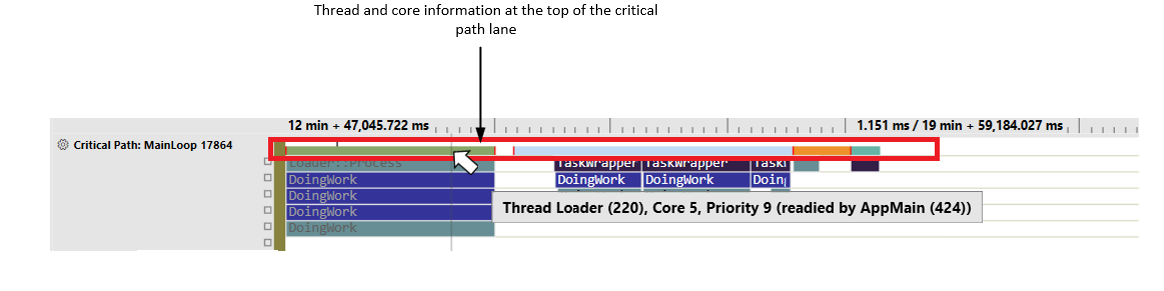 Thread and core information at the top of the critical
path lane
12 min + 47,045.722 ms
1.151 ms / 19 min + 59,184.027 ms
Critical Path: MainLoop 17864
Loader::Process
TaskWrapper
TaskWrapper
Task
DoingWork
DoingWork
DoingWork
Doin
DoingWork
Thread Loader (220), Core 5, Priority 9 (readied by AppMain (424))
DoingWork
DoingWork